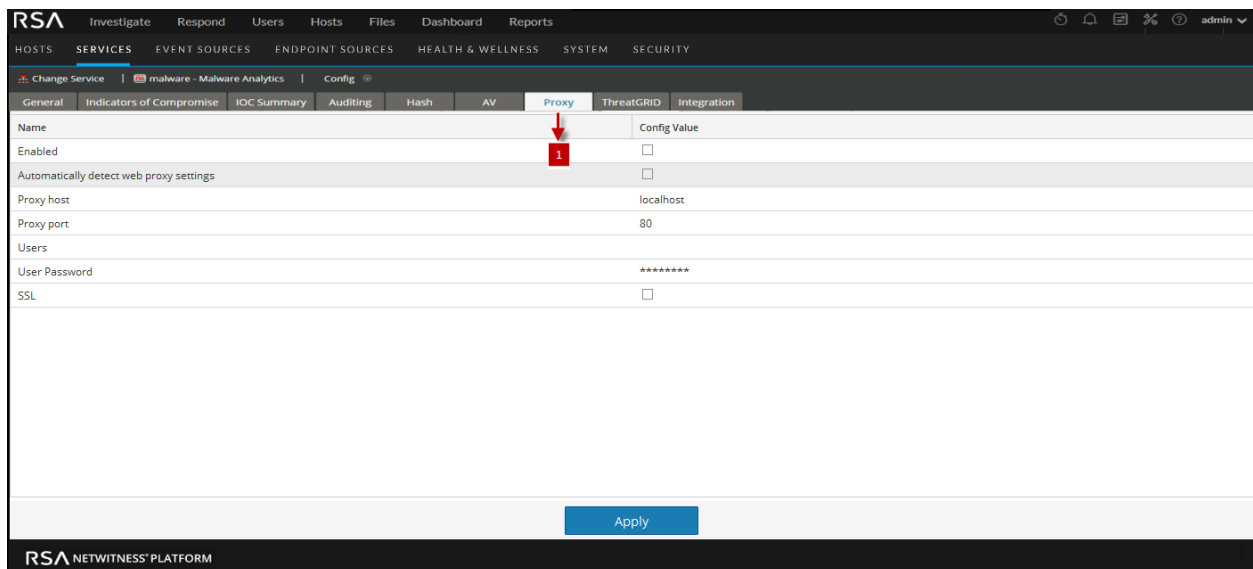 RSA Investigate Respond Users Hosts Files Dashboard Reports admin
HOSTS SERVICES EVENT SOURCES ENDPOINT SOURCES HEALTH & WELLNESS SYSTEM SECURITY
Change Service | malware - Malware Analytics | Config
General Indicators of Compromise IOC Summary Auditing Hash AV Proxy ThreatGRID Integration
Name Config Value
Enabled
1
Automatically detect web proxy settings
Proxy host localhost
Proxy port 80
Users
User Password ********
SSL
Apply
RSA NETWITNESS® PLATFORM